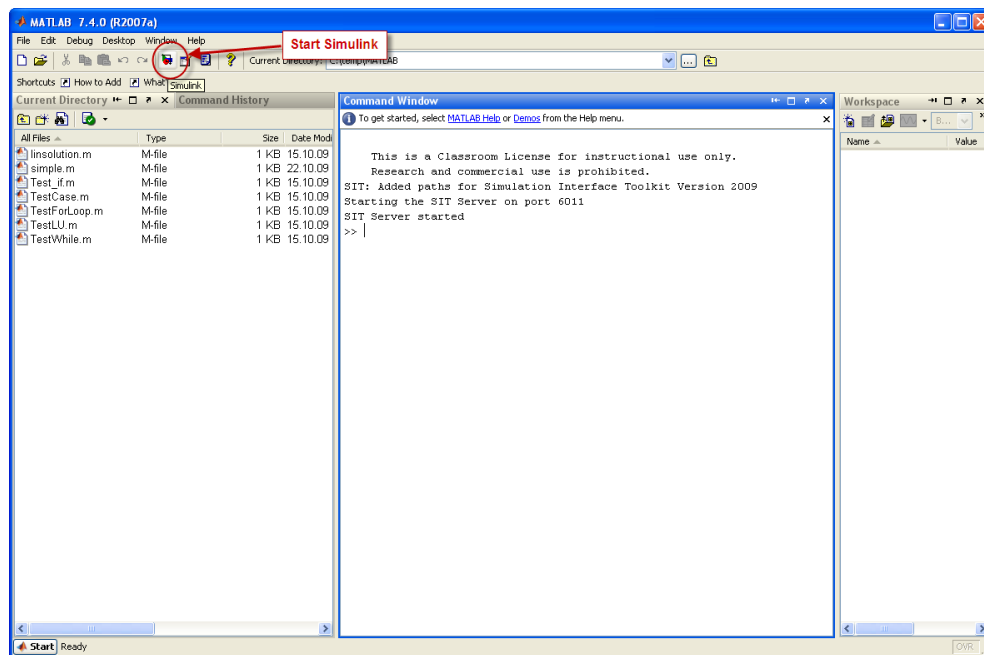 MATLAB 7.4.0 (R2007a)
File Edit Debug Desktop Window Help
Start Simulink
Current Directory: C:\temp\MATLAB
Shortcuts How to Add What
Simulink
Current Directory Command History
All Files Type Size Date Modi
linsolution.m M-file 1 KB 15.10.09
simple.m M-file 1 KB 22.10.09
Test_if.m M-file 1 KB 15.10.09
TestCase.m M-file 1 KB 15.10.09
TestForLoop.m M-file 1 KB 15.10.09
TestLU.m M-file 1 KB 15.10.09
TestWhile.m M-file 1 KB 15.10.09
Command Window
To get started, select MATLAB Help or Demos from the Help menu.
This is a Classroom License for instructional use only.
Research and commercial use is prohibited.
SIT: Added paths for Simulation Interface Toolkit Version 2009
Starting the SIT Server on port 6011
SIT Server started
>>
Workspace
B...
Name Value
Start Ready
OVR